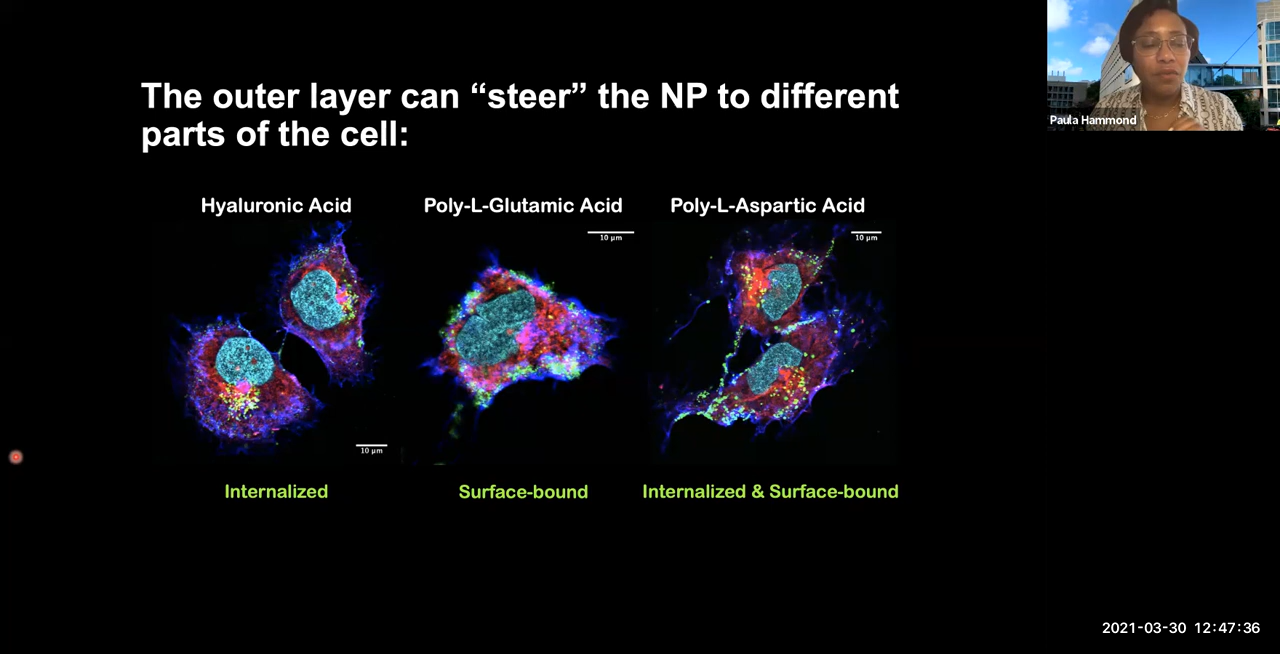 The outer layer can “steer” the NP to different
parts of the cell:
Paula Hammond
Hyaluronic Acid
Poly-L-Glutamic Acid
Poly-L-Aspartic Acid
10 μm
10 μm
10 μm
Internalized
Surface-bound
Internalized & Surface-bound
2021-03-30 12:47:36